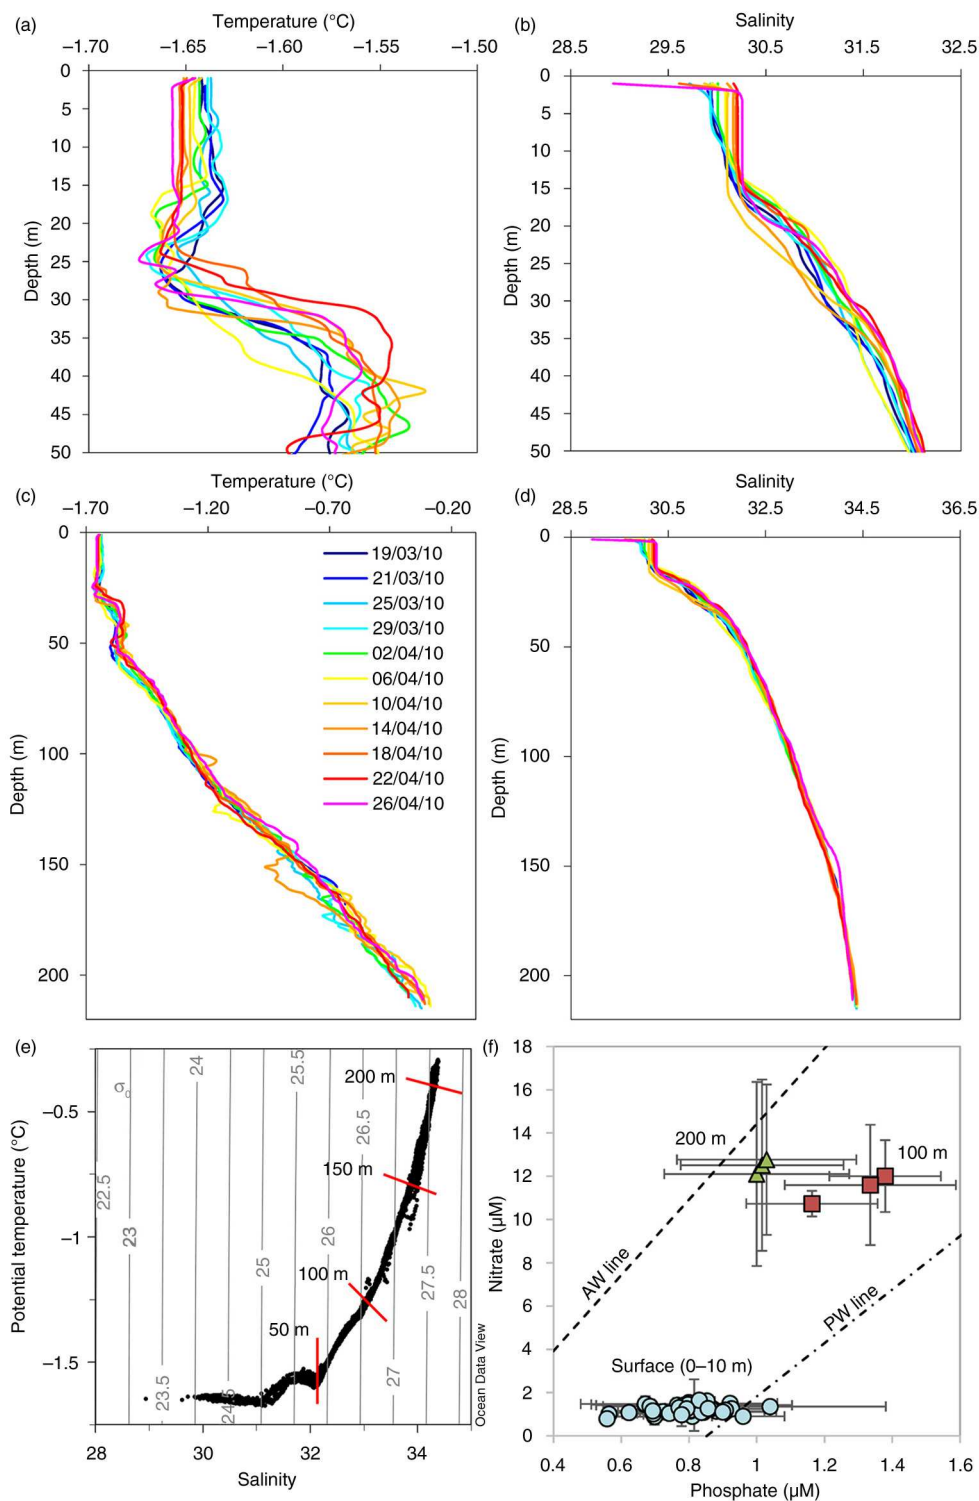 (a)
Temperature (°C)
−1.70 −1.65 −1.60 −1.55 −1.50
0
5
10
15
20
25
30
35
40
45
50
Depth (m)
(b)
Salinity
28.5 29.5 30.5 31.5 32.5
0
5
10
15
20
25
30
35
40
45
50
Depth (m)
(c)
Temperature (°C)
−1.70 −1.20 −0.70 −0.20
0
50
100
150
200
Depth (m)
19/03/10
21/03/10
25/03/10
29/03/10
02/04/10
06/04/10
10/04/10
14/04/10
18/04/10
22/04/10
26/04/10
(d)
Salinity
28.5 30.5 32.5 34.5 36.5
0
50
100
150
200
Depth (m)
(e)
−0.5
−1
−1.5
Potential temperature (°C)
28 30 32 34
Salinity
22.5
23
23.5
24
24.5
25
25.5
26
26.5
27
27.5
28
50 m
100 m
150 m
200 m
Ocean Data View
(f)
18
16
14
12
10
8
6
4
2
0
Nitrate (µM)
0.4 0.6 0.8 1 1.2 1.4 1.6
Phosphate (µM)
200 m
100 m
AW line
PW line
Surface (0–10 m)